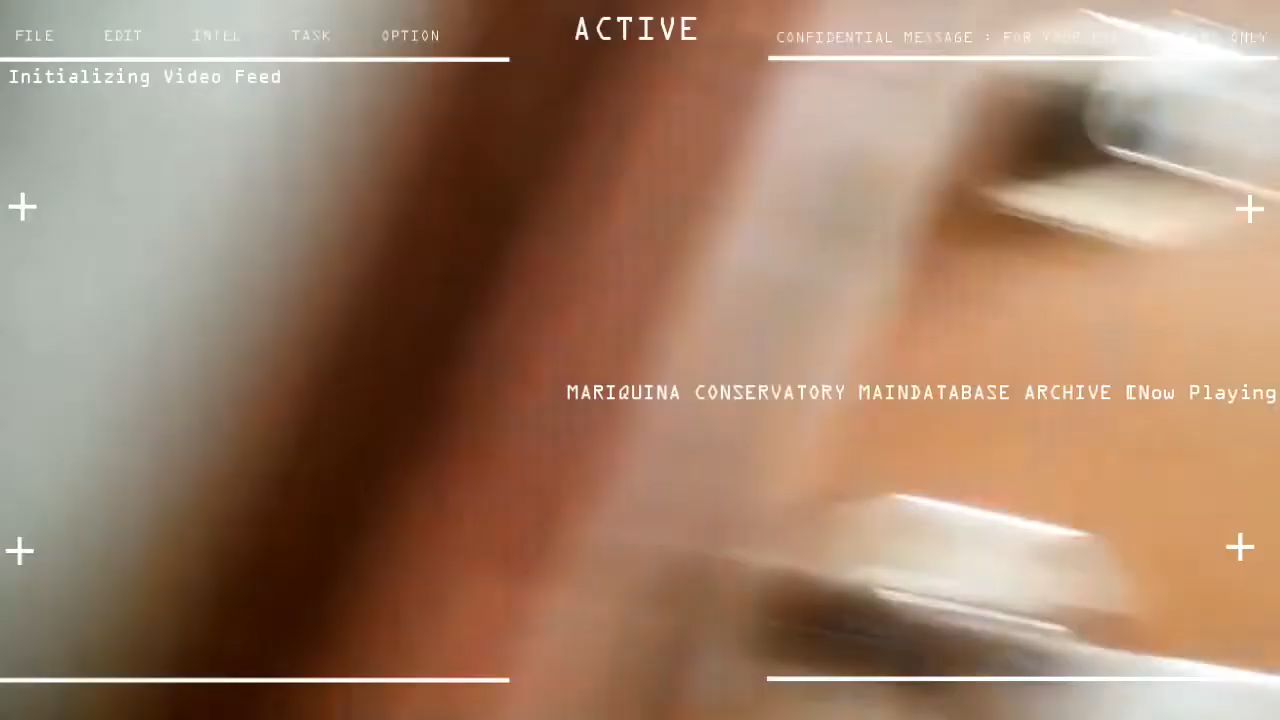 FILE EDIT INTEL TASK OPTION
ACTIVE
CONFIDENTIAL MESSAGE : FOR YOUR ONLY
Initializing Video Feed
MARIQUINA CONSERVATORY MAINDATABASE ARCHIVE Now Playing